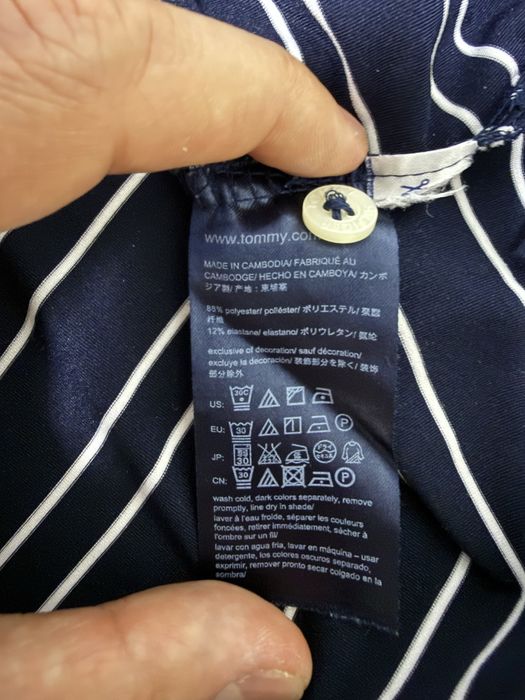 www.tommy.com
MADE IN CAMBODIA/ FABRIQUÉ AU
CAMBODGE/ HECHO EN CAMBOYA/ カンボ
ジア製/ 产地：柬埔寨
88% polyester/ poliéster/ ポリエステル/ 聚酯
纤维
12% elastane/ elastano/ ポリウレタン/ 氨纶
exclusive of decoration/ sauf décoration/
excluye la decoración/ 装飾部分を除く/ 装饰
部分除外
US: 30C
EU: 30
JP: 30
CN: 30
wash cold, dark colors separately, remove
promptly, line dry in shade/
laver à l'eau froide, séparer les couleurs
foncées, retirer immédiatement, sécher à
l'ombre sur un fil/
lavar con agua fria, lavar en máquina – usar
detergente, los colores oscuros separado,
exprimir, remover pronto secar colgado en la
sombra/